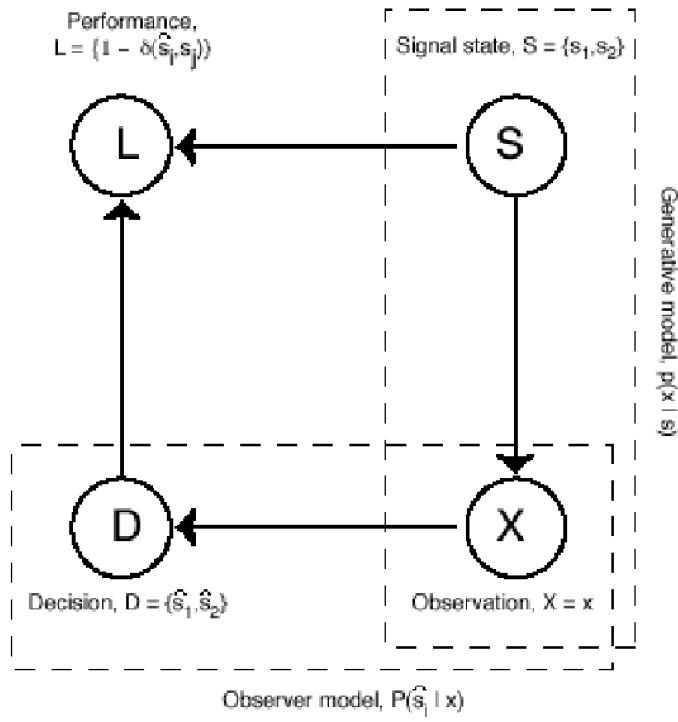 Performance,
L = {1 - δ(ŝi,sj)}
Signal state, S = {s1,s2}
L
S
Generative model, p(x | s)
D
X
Decision, D = {ŝ1,ŝ2}
Observation, X = x
Observer model, P(ŝi | x)